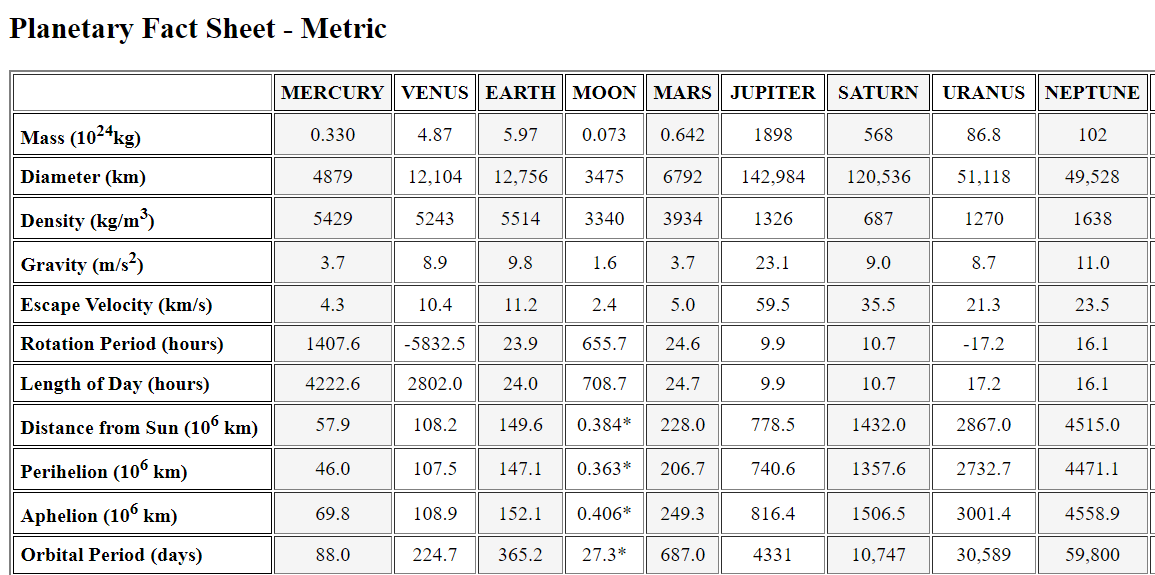 Planetary Fact Sheet - Metric
MERCURY VENUS EARTH MOON MARS JUPITER SATURN URANUS NEPTUNE
Mass (10^24kg) 0.330 4.87 5.97 0.073 0.642 1898 568 86.8 102
Diameter (km) 4879 12,104 12,756 3475 6792 142,984 120,536 51,118 49,528
Density (kg/m^3) 5429 5243 5514 3340 3934 1326 687 1270 1638
Gravity (m/s^2) 3.7 8.9 9.8 1.6 3.7 23.1 9.0 8.7 11.0
Escape Velocity (km/s) 4.3 10.4 11.2 2.4 5.0 59.5 35.5 21.3 23.5
Rotation Period (hours) 1407.6 -5832.5 23.9 655.7 24.6 9.9 10.7 -17.2 16.1
Length of Day (hours) 4222.6 2802.0 24.0 708.7 24.7 9.9 10.7 17.2 16.1
Distance from Sun (10^6 km) 57.9 108.2 149.6 0.384* 228.0 778.5 1432.0 2867.0 4515.0
Perihelion (10^6 km) 46.0 107.5 147.1 0.363* 206.7 740.6 1357.6 2732.7 4471.1
Aphelion (10^6 km) 69.8 108.9 152.1 0.406* 249.3 816.4 1506.5 3001.4 4558.9
Orbital Period (days) 88.0 224.7 365.2 27.3* 687.0 4331 10,747 30,589 59,800